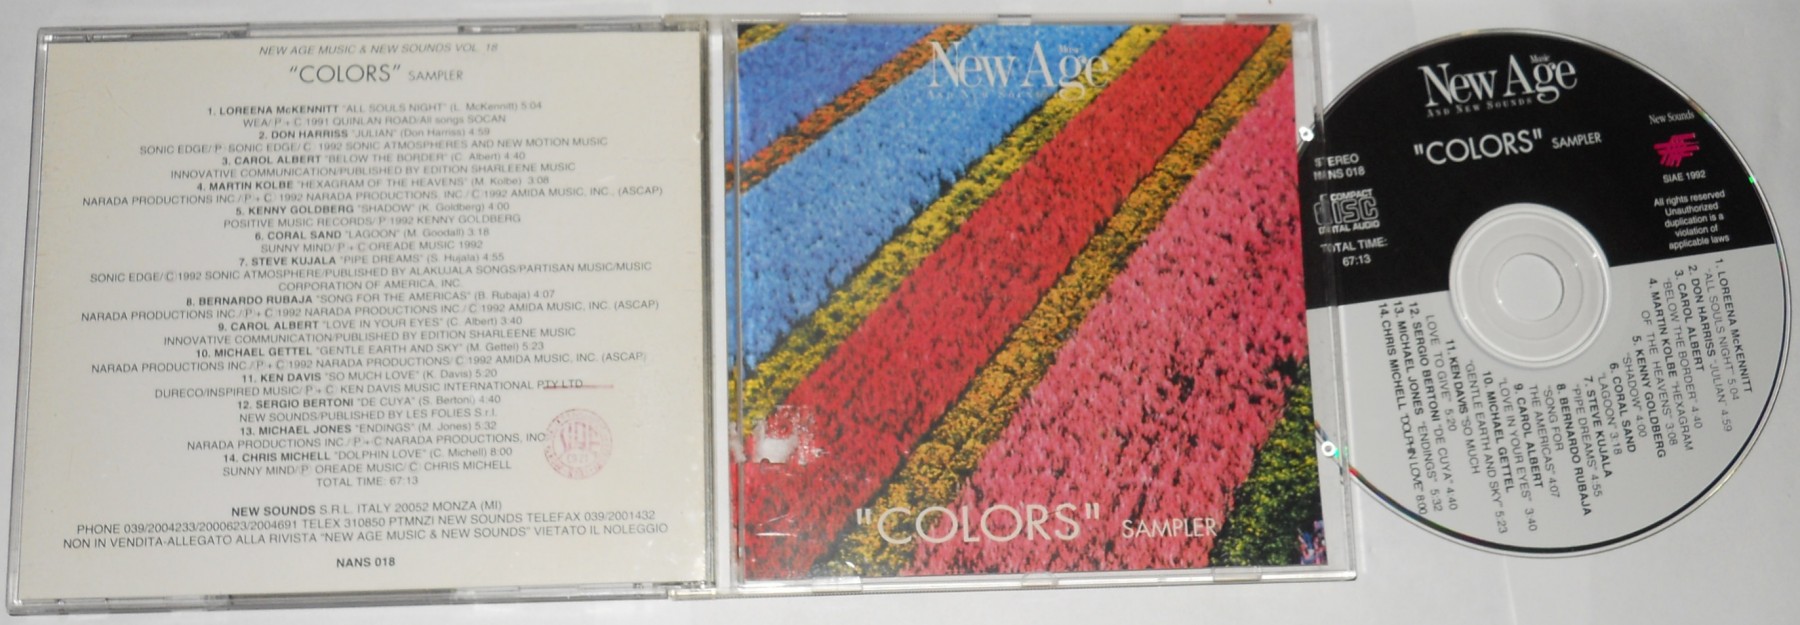 NEW AGE MUSIC & NEW SOUNDS VOL. 18
"COLORS" SAMPLER
1. LOREENA McKENNITT "ALL SOULS NIGHT" (L. McKennitt) 5:04
WEA/ P + C 1991 QUINLAN ROAD/All songs SOCAN
2. DON HARRISS "JULIAN" (Don Harriss) 4:59
SONIC EDGE/ P SONIC EDGE/ C 1992 SONIC ATMOSPHERES AND NEW MOTION MUSIC
3. CAROL ALBERT "BELOW THE BORDER" (C. Albert) 4:40
INNOVATIVE COMMUNICATION/PUBLISHED BY EDITION SHARLEENE MUSIC
4. MARTIN KOLBE "HEXAGRAM OF THE HEAVENS" (M. Kolbe) 3:08
NARADA PRODUCTIONS INC./ P + C 1992 NARADA PRODUCTIONS, INC./ C 1992 AMIDA MUSIC, INC., (ASCAP)
5. KENNY GOLDBERG "SHADOW" (K. Goldberg) 4:00
POSITIVE MUSIC RECORDS/ P 1992 KENNY GOLDBERG
6. CORAL SAND "LAGOON" (M. Goodall) 3:18
SUNNY MIND/ P + C OREADE MUSIC 1992
7. STEVE KUJALA "PIPE DREAMS" (S. Hujala) 4:55
SONIC EDGE/ C 1992 SONIC ATMOSPHERE/PUBLISHED BY ALAKUJALA SONGS/PARTISAN MUSIC/MUSIC
CORPORATION OF AMERICA, INC.
8. BERNARDO RUBAJA "SONG FOR THE AMERICAS" (B. Rubaja) 4:07
NARADA PRODUCTIONS INC./ P + C 1992 NARADA PRODUCTIONS INC./ C 1992 AMIDA MUSIC, INC. (ASCAP)
9. CAROL ALBERT "LOVE IN YOUR EYES" (C. Albert) 3:40
INNOVATIVE COMMUNICATION/PUBLISHED BY EDITION SHARLEENE MUSIC
10. MICHAEL GETTEL "GENTLE EARTH AND SKY" (M. Gettel) 5:23
NARADA PRODUCTIONS INC./ P + C 1992 NARADA PRODUCTIONS/ C 1992 AMIDA MUSIC, INC. (ASCAP)
11. KEN DAVIS "SO MUCH LOVE" (K. Davis) 5:20
DURECO/INSPIRED MUSIC/ P + C KEN DAVIS MUSIC INTERNATIONAL PTY LTD
12. SERGIO BERTONI "DE CUYA" (S. Bertoni) 4:40
NEW SOUNDS/PUBLISHED BY LES FOLIES S.r.l.
13. MICHAEL JONES "ENDINGS" (M. Jones) 5:32
NARADA PRODUCTIONS INC./ P + C NARADA PRODUCTIONS, INC.
14. CHRIS MICHELL "DOLPHIN LOVE" (C. Michell) 8:00
SUNNY MIND/ P OREADE MUSIC/ C CHRIS MICHELL
TOTAL TIME: 67:13
NEW SOUNDS S.R.L. ITALY 20052 MONZA (MI)
PHONE 039/2004233/2000623/2004691 TELEX 310850 PTMNZI NEW SOUNDS TELEFAX 039/2001432
NON IN VENDITA-ALLEGATO ALLA RIVISTA "NEW AGE MUSIC & NEW SOUNDS" VIETATO IL NOLEGGIO
NANS 018
New Age
Music
"COLORS" SAMPLER
New Age
Music
AND NEW SOUNDS
"COLORS" SAMPLER
New Sounds
SIAE 1992
All rights reserved
Unauthorized
duplication is a
violation of
applicable laws
STEREO
NANS 018
COMPACT
DISC
DIGITAL AUDIO
TOTAL TIME:
67:13
1. LOREENA McKENNITT
"ALL SOULS NIGHT" 5:04
2. DON HARRISS "JULIAN" 4:59
3. CAROL ALBERT
"BELOW THE BORDER" 4:40
4. MARTIN KOLBE "HEXAGRAM
OF THE HEAVENS" 3:08
5. KENNY GOLDBERG
"SHADOW" 4:00
6. CORAL SAND
"LAGOON" 3:18
7. STEVE KUJALA
"PIPE DREAMS" 4:55
8. BERNARDO RUBAJA
"SONG FOR
THE AMERICAS" 4:07
9. CAROL ALBERT
"LOVE IN YOUR EYES" 3:40
10. MICHAEL GETTEL
"GENTLE EARTH AND SKY" 5:23
11. KEN DAVIS "SO MUCH
LOVE TO GIVE" 5:20
12. SERGIO BERTONI "DE CUYA" 4:40
13. MICHAEL JONES "ENDINGS" 5:32
14. CHRIS MICHELL "DOLPHIN LOVE" 8:00